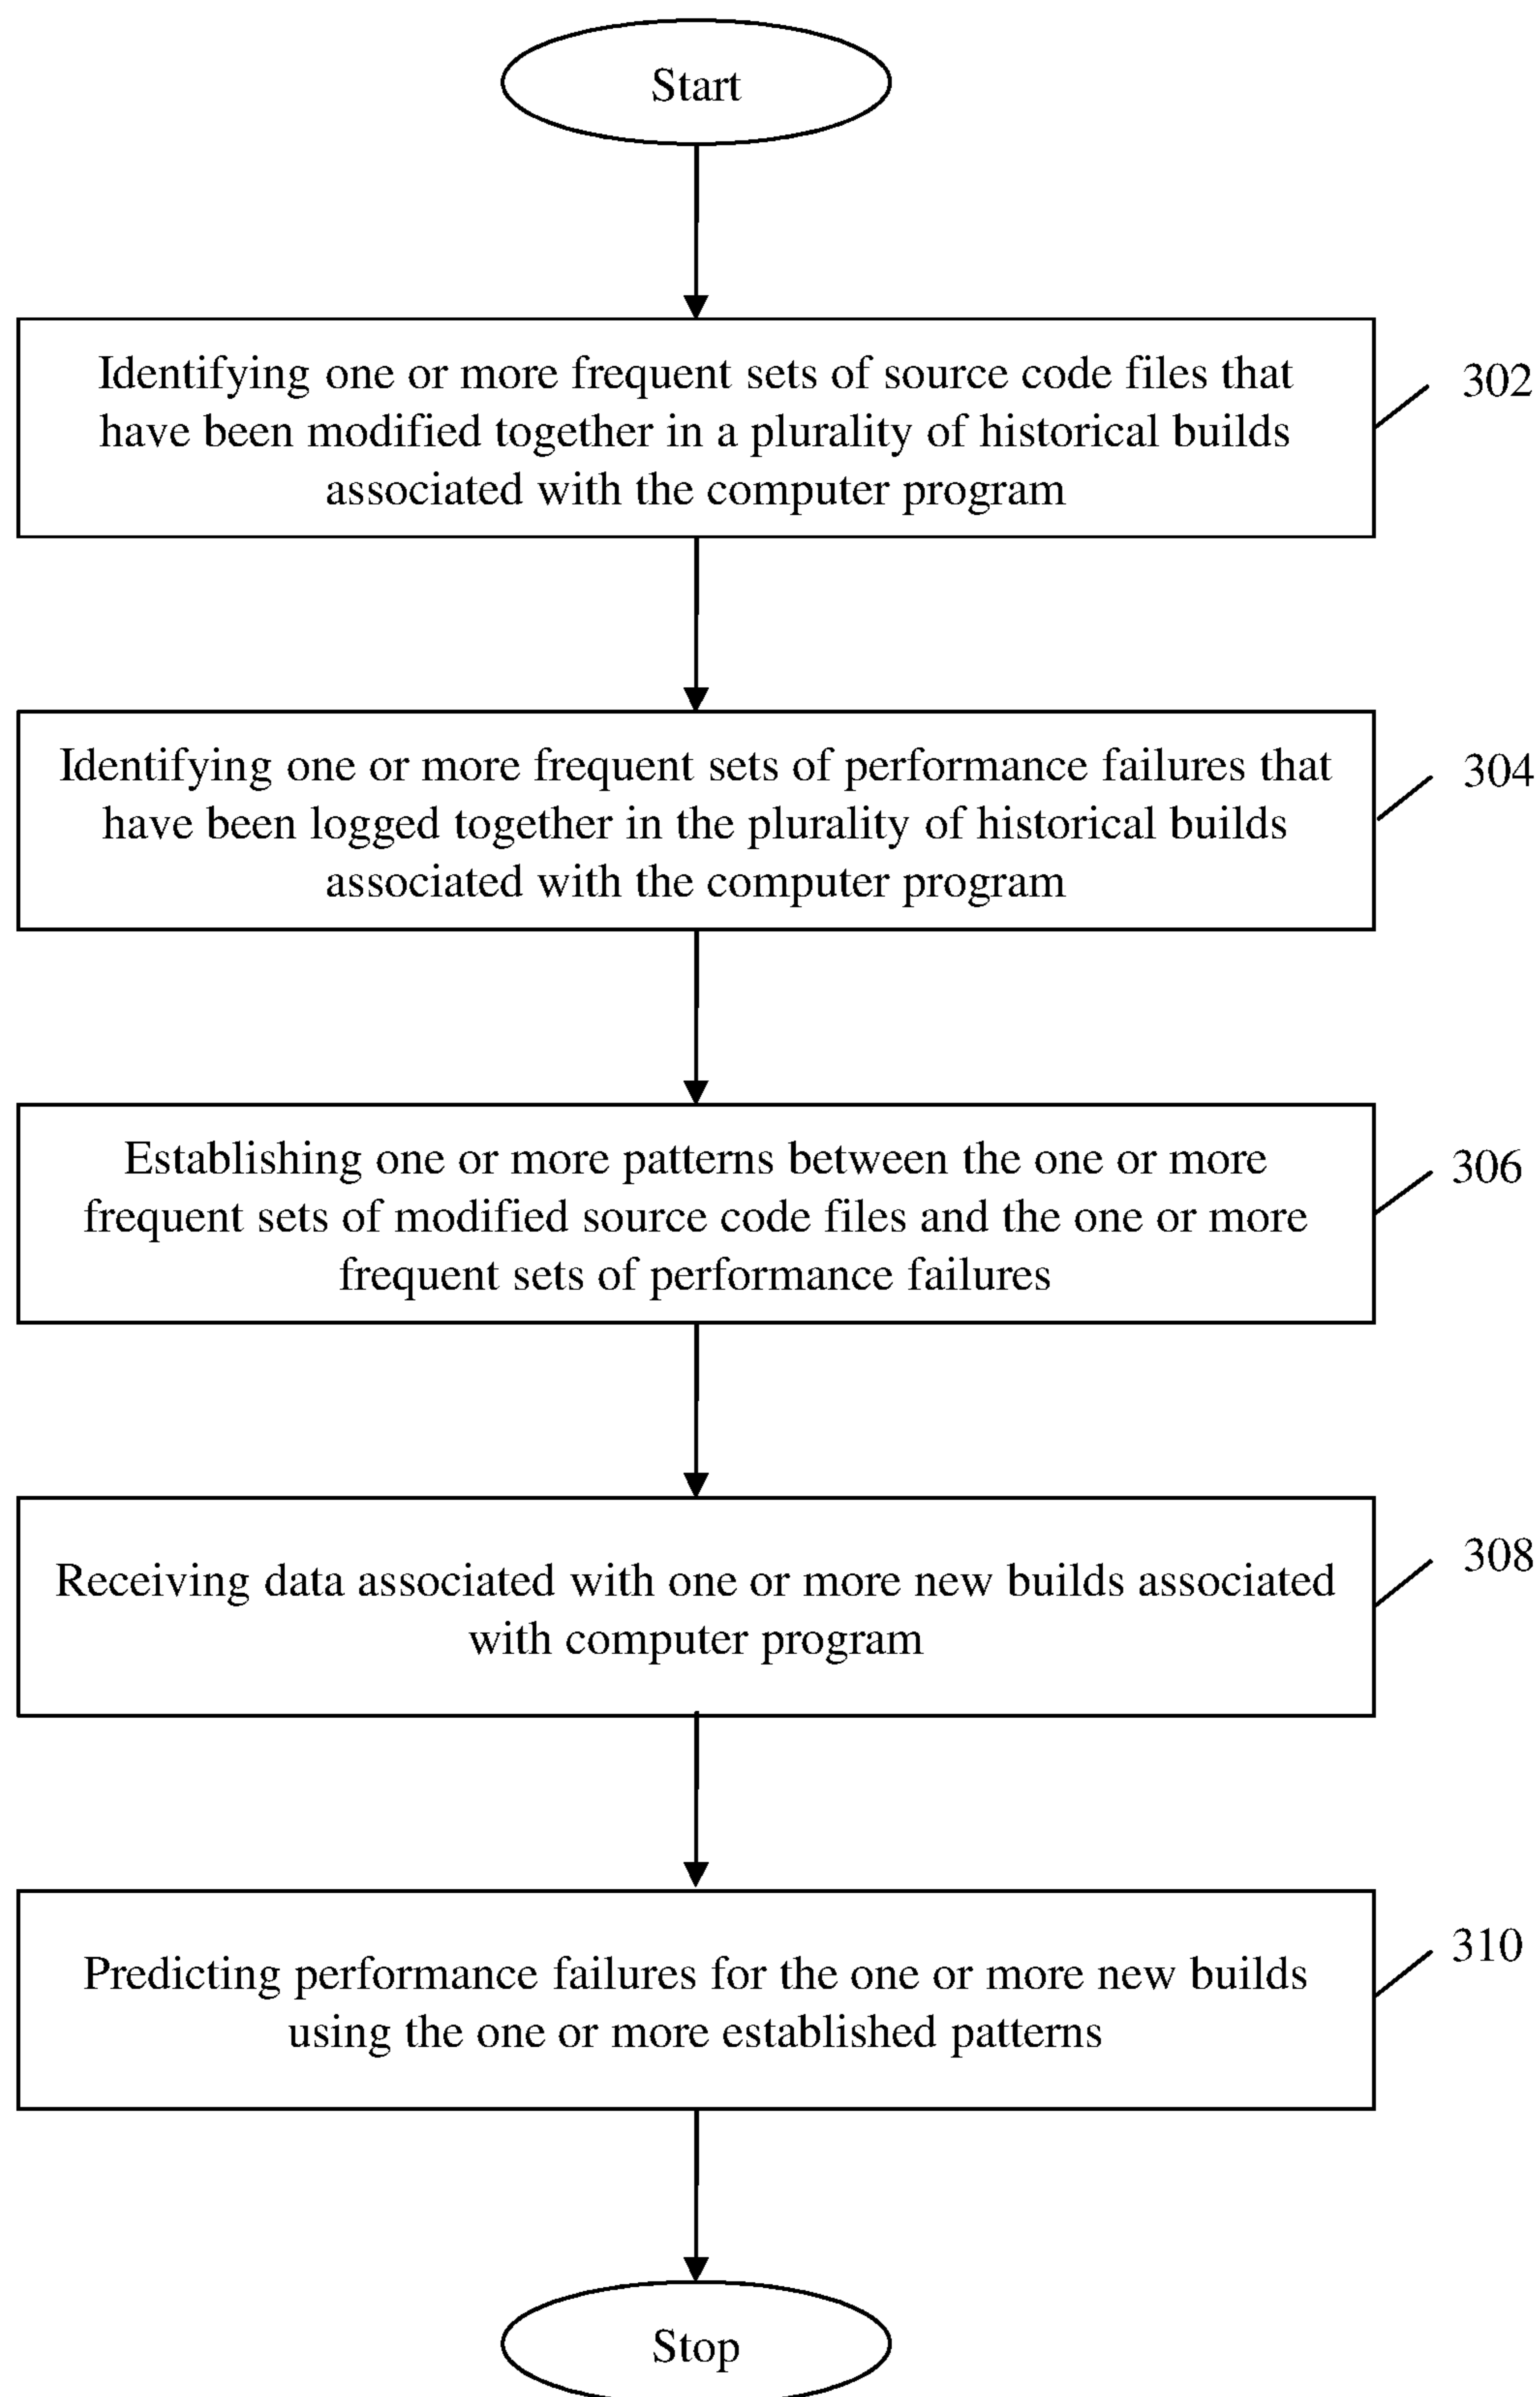 Start
Identifying one or more frequent sets of source code files that
have been modified together in a plurality of historical builds
associated with the computer program
302
Identifying one or more frequent sets of performance failures that
have been logged together in the plurality of historical builds
associated with the computer program
304
Establishing one or more patterns between the one or more
frequent sets of modified source code files and the one or more
frequent sets of performance failures
306
Receiving data associated with one or more new builds associated
with computer program
308
Predicting performance failures for the one or more new builds
using the one or more established patterns
310
Stop